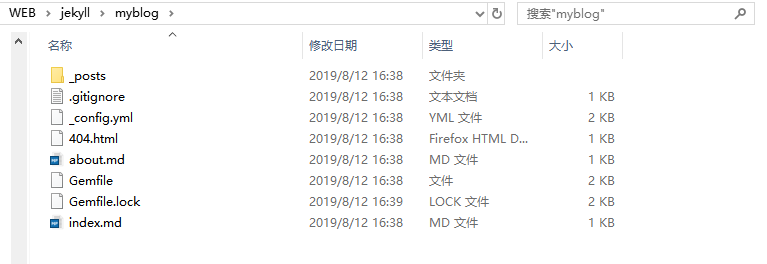 WEB jekyll myblog 搜索"myblog"
名称 修改日期 类型 大小
_posts 2019/8/12 16:38 文件夹
.gitignore 2019/8/12 16:38 文本文档 1 KB
_config.yml 2019/8/12 16:38 YML 文件 2 KB
404.html 2019/8/12 16:38 Firefox HTML D... 1 KB
about.md 2019/8/12 16:38 MD 文件 1 KB
Gemfile 2019/8/12 16:38 文件 2 KB
Gemfile.lock 2019/8/12 16:39 LOCK 文件 2 KB
index.md 2019/8/12 16:38 MD 文件 1 KB